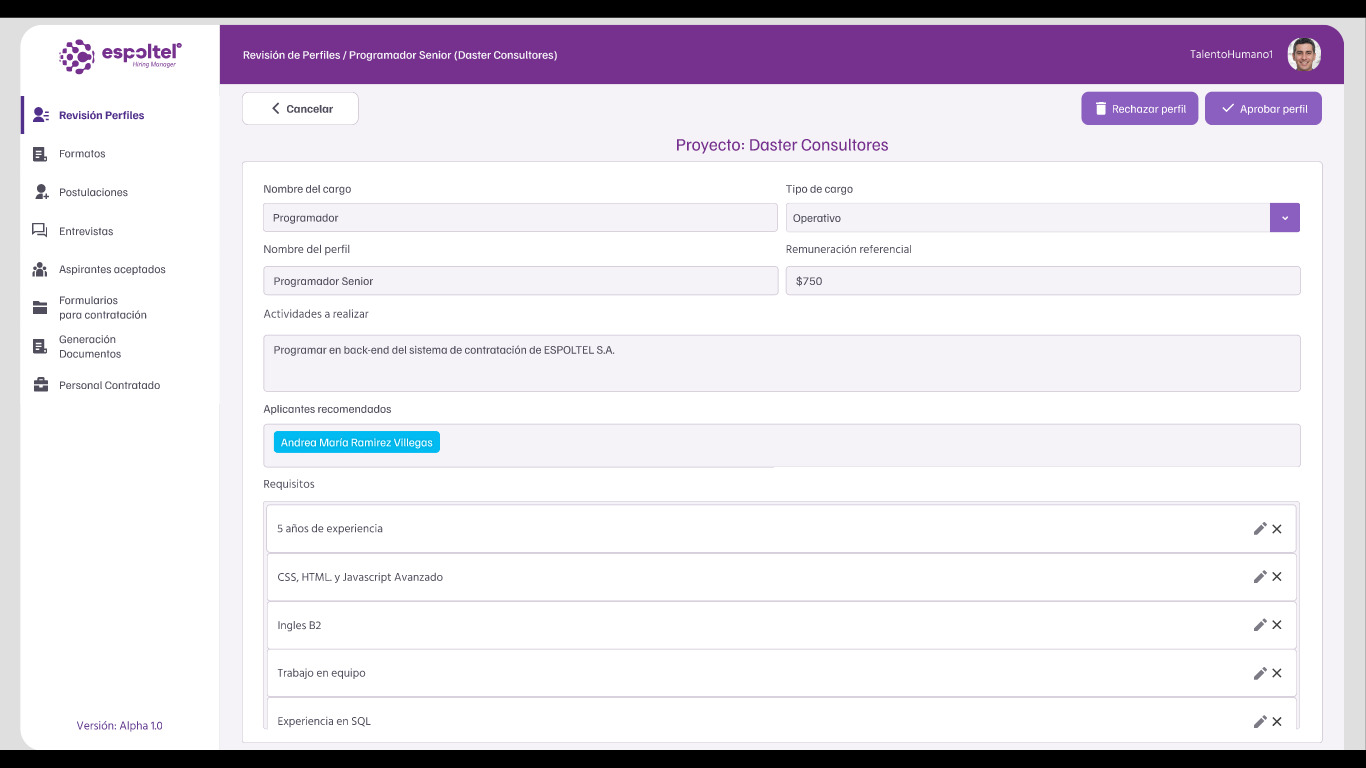 espoltel
Hiring Manager
Revisión de Perfiles / Programador Senior (Daster Consultores)
TalentoHumano1
Revisión Perfiles
Formatos
Postulaciones
Entrevistas
Aspirantes aceptados
Formularios
para contratación
Generación
Documentos
Personal Contratado
Versión: Alpha 1.0
Cancelar
Rechazar perfil
Aprobar perfil
Proyecto: Daster Consultores
Nombre del cargo
Tipo de cargo
Programador
Operativo
Nombre del perfil
Remuneración referencial
Programador Senior
$750
Actividades a realizar
Programar en back-end del sistema de contratación de ESPOLTEL S.A.
Aplicantes recomendados
Andrea María Ramirez Villegas
Requisitos
5 años de experiencia
CSS, HTML. y Javascript Avanzado
Ingles B2
Trabajo en equipo
Experiencia en SQL